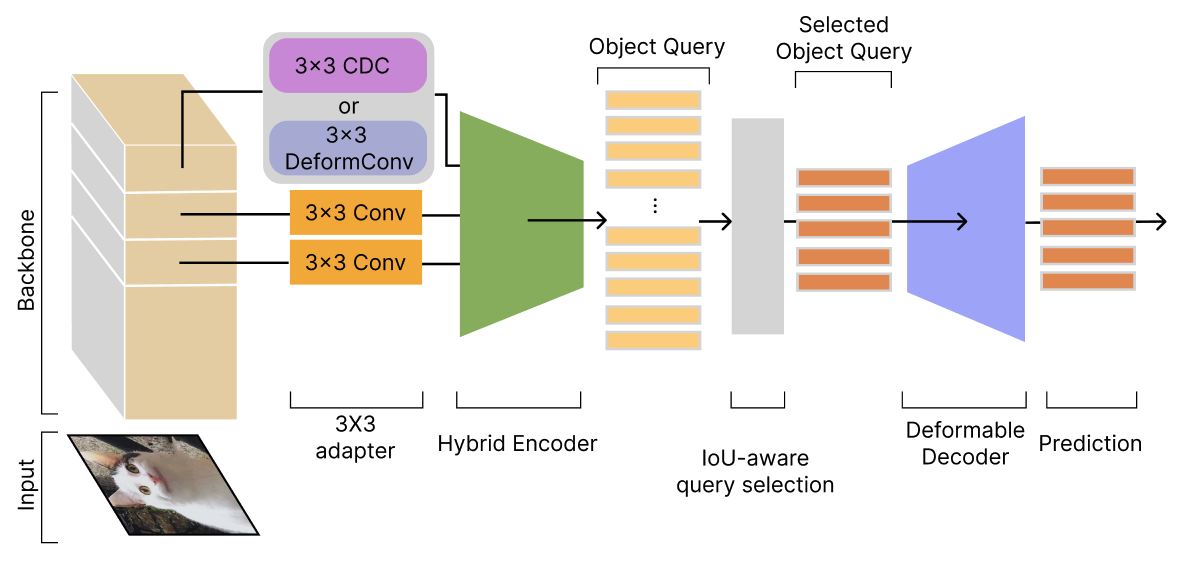 Backbone
Input
3×3 CDC
or
3×3
DeformConv
3×3 Conv
3×3 Conv
3X3
adapter
Hybrid Encoder
Object Query
⋮
IoU-aware
query selection
Selected
Object Query
Deformable
Decoder
Prediction